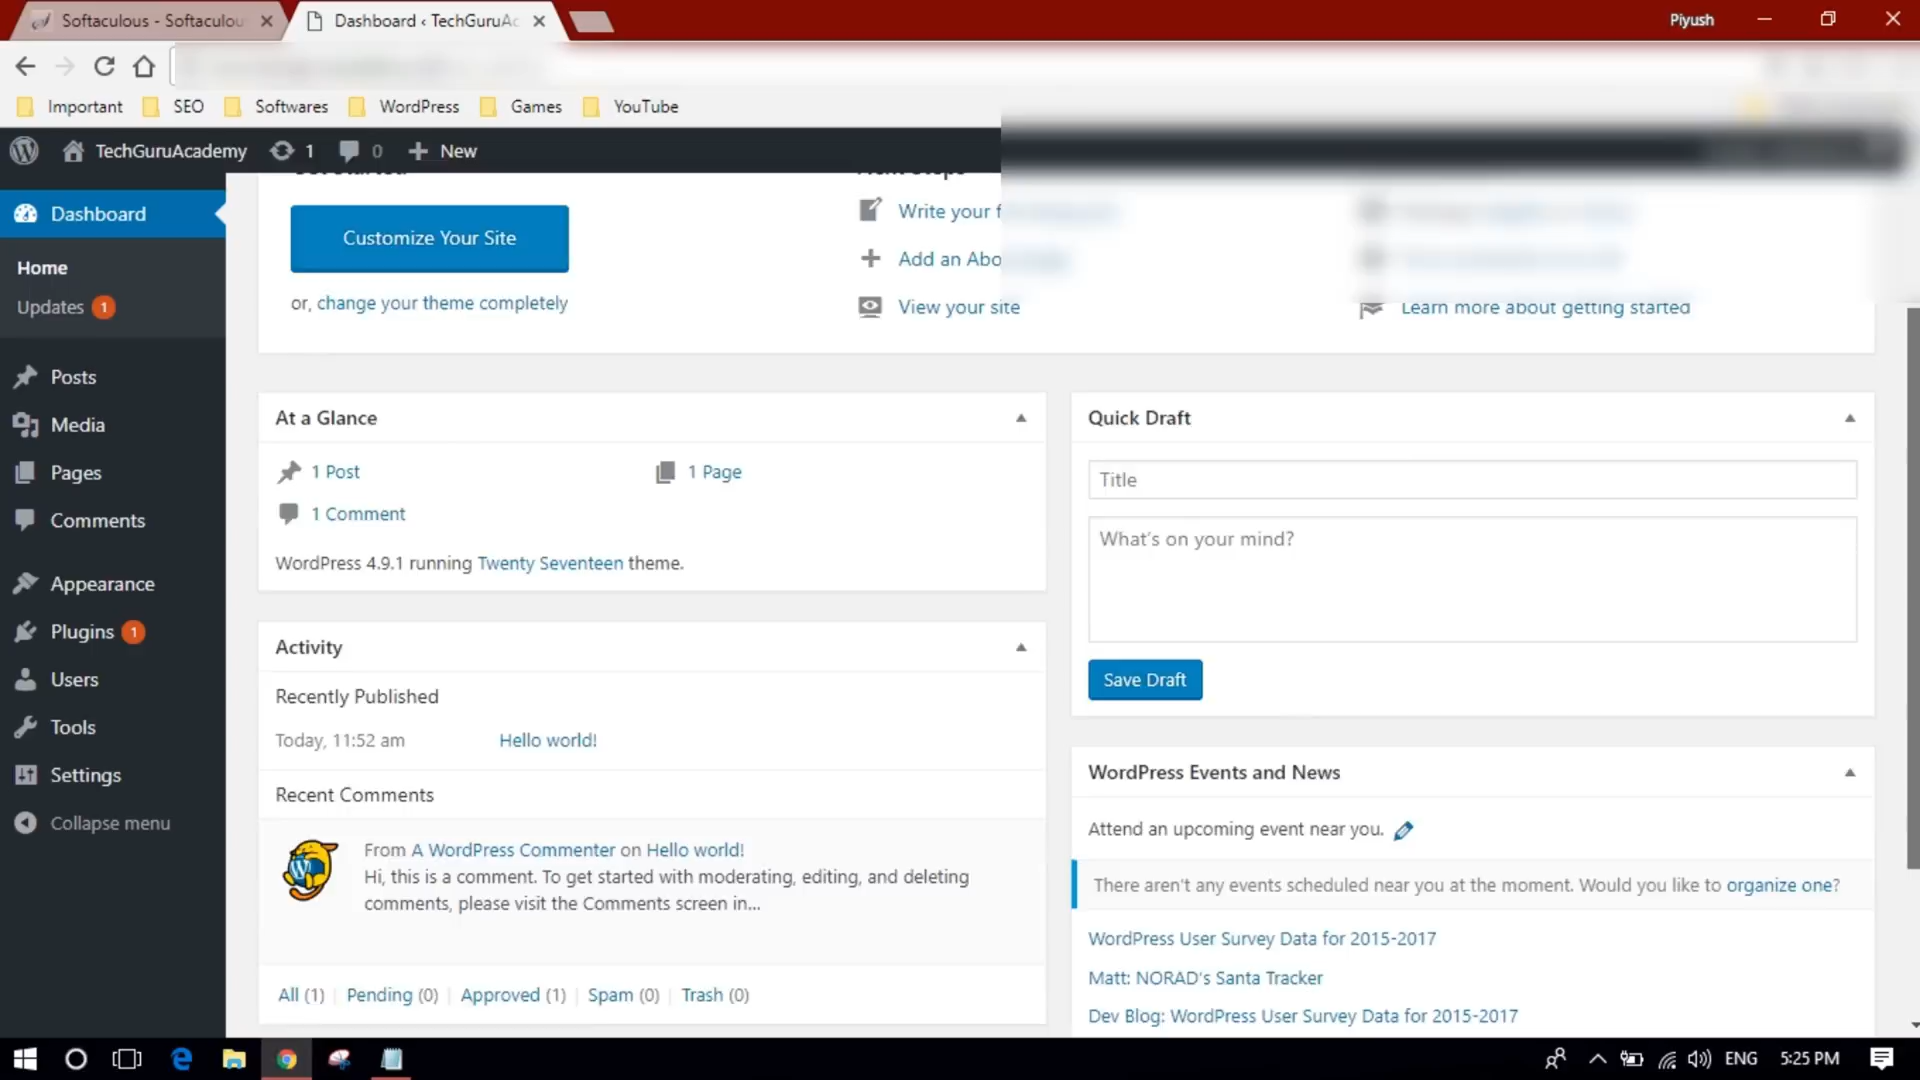 Softaculous - Softaculou
Dashboard ‹ TechGuruAc
Piyush
Important
SEO
Softwares
WordPress
Games
YouTube
TechGuruAcademy
1
0
New
Dashboard
Home
Updates 1
Posts
Media
Pages
Comments
Appearance
Plugins 1
Users
Tools
Settings
Collapse menu
Customize Your Site
or, change your theme completely
Write your f
Add an Abo
View your site
Learn more about getting started
At a Glance
1 Post
1 Page
1 Comment
WordPress 4.9.1 running Twenty Seventeen theme.
Activity
Recently Published
Today, 11:52 am
Hello world!
Recent Comments
From A WordPress Commenter on Hello world!
Hi, this is a comment. To get started with moderating, editing, and deleting
comments, please visit the Comments screen in...
All (1) | Pending (0) | Approved (1) | Spam (0) | Trash (0)
Quick Draft
Title
What's on your mind?
Save Draft
WordPress Events and News
Attend an upcoming event near you.
There aren't any events scheduled near you at the moment. Would you like to organize one?
WordPress User Survey Data for 2015-2017
Matt: NORAD's Santa Tracker
Dev Blog: WordPress User Survey Data for 2015-2017
ENG
5:25 PM